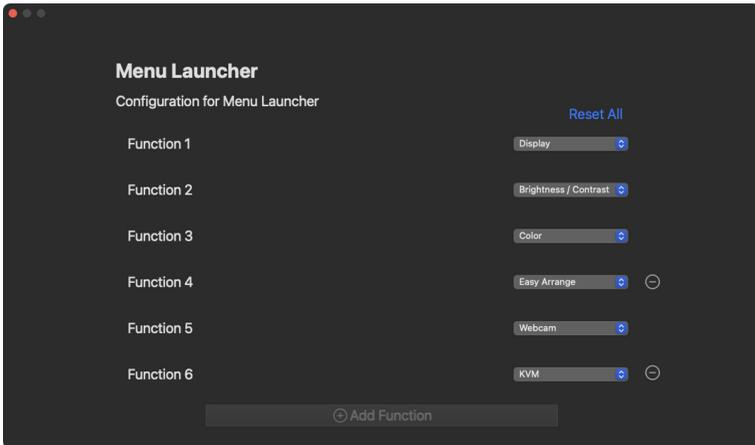 Menu Launcher
Configuration for Menu Launcher
Reset All
Function 1 Display
Function 2 Brightness / Contrast
Function 3 Color
Function 4 Easy Arrange
Function 5 Webcam
Function 6 KVM
Add Function